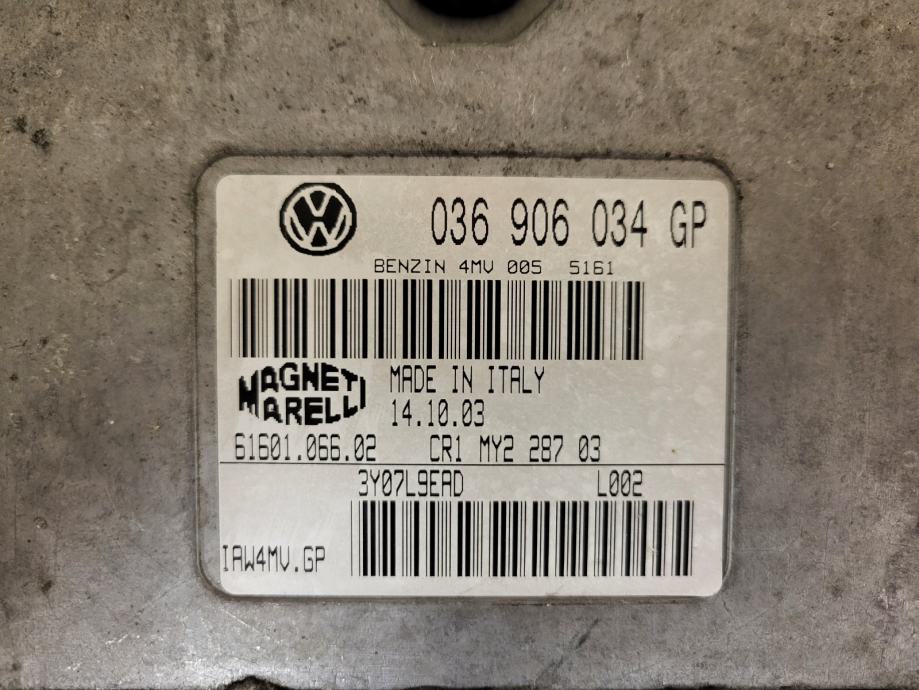 036 906 034 GP
BENZIN 4MV 005 5161
MAGNETI
MARELLI
MADE IN ITALY
14.10.03
61601.066.02 CR1 MY2 287 03
3Y07L9EAD L002
IAW4MV.GP